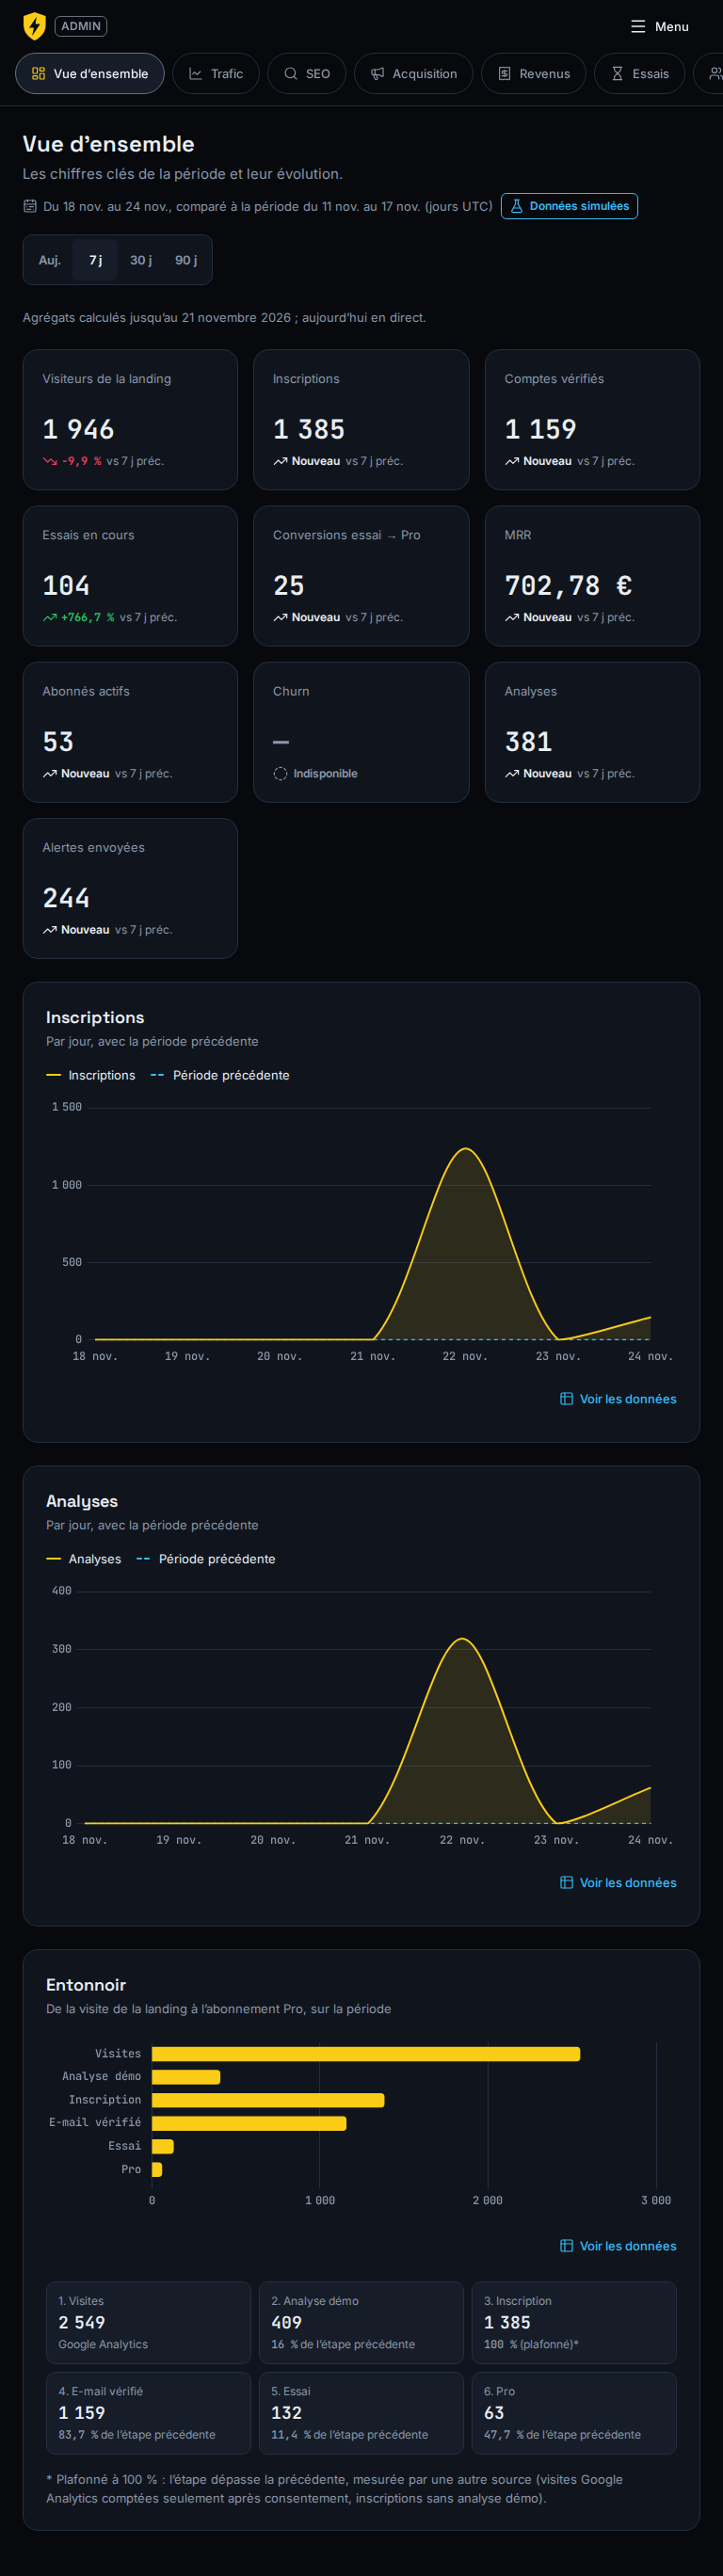 ADMIN
Menu
Vue d’ensemble
Trafic
SEO
Acquisition
Revenus
Essais
Vue d’ensemble
Les chiffres clés de la période et leur évolution.
Du 18 nov. au 24 nov., comparé à la période du 11 nov. au 17 nov. (jours UTC)
Données simulées
Auj.
7 j
30 j
90 j
Agrégats calculés jusqu’au 21 novembre 2026 ; aujourd’hui en direct.
Visiteurs de la landing
1 946
-9,9 % vs 7 j préc.
Inscriptions
1 385
Nouveau vs 7 j préc.
Comptes vérifiés
1 159
Nouveau vs 7 j préc.
Essais en cours
104
+766,7 % vs 7 j préc.
Conversions essai → Pro
25
Nouveau vs 7 j préc.
MRR
702,78 €
Nouveau vs 7 j préc.
Abonnés actifs
53
Nouveau vs 7 j préc.
Churn
—
Indisponible
Analyses
381
Nouveau vs 7 j préc.
Alertes envoyées
244
Nouveau vs 7 j préc.
Inscriptions
Par jour, avec la période précédente
Inscriptions
Période précédente
1 500
1 000
500
0
18 nov.
19 nov.
20 nov.
21 nov.
22 nov.
23 nov.
24 nov.
Voir les données
Analyses
Par jour, avec la période précédente
Analyses
Période précédente
400
300
200
100
0
18 nov.
19 nov.
20 nov.
21 nov.
22 nov.
23 nov.
24 nov.
Voir les données
Entonnoir
De la visite de la landing à l’abonnement Pro, sur la période
Visites
Analyse démo
Inscription
E-mail vérifié
Essai
Pro
0
1 000
2 000
3 000
Voir les données
1. Visites
2 549
Google Analytics
2. Analyse démo
409
16 % de l’étape précédente
3. Inscription
1 385
100 % (plafonné)*
4. E-mail vérifié
1 159
83,7 % de l’étape précédente
5. Essai
132
11,4 % de l’étape précédente
6. Pro
63
47,7 % de l’étape précédente
* Plafonné à 100 % : l’étape dépasse la précédente, mesurée par une autre source (visites Google
Analytics comptées seulement après consentement, inscriptions sans analyse démo).